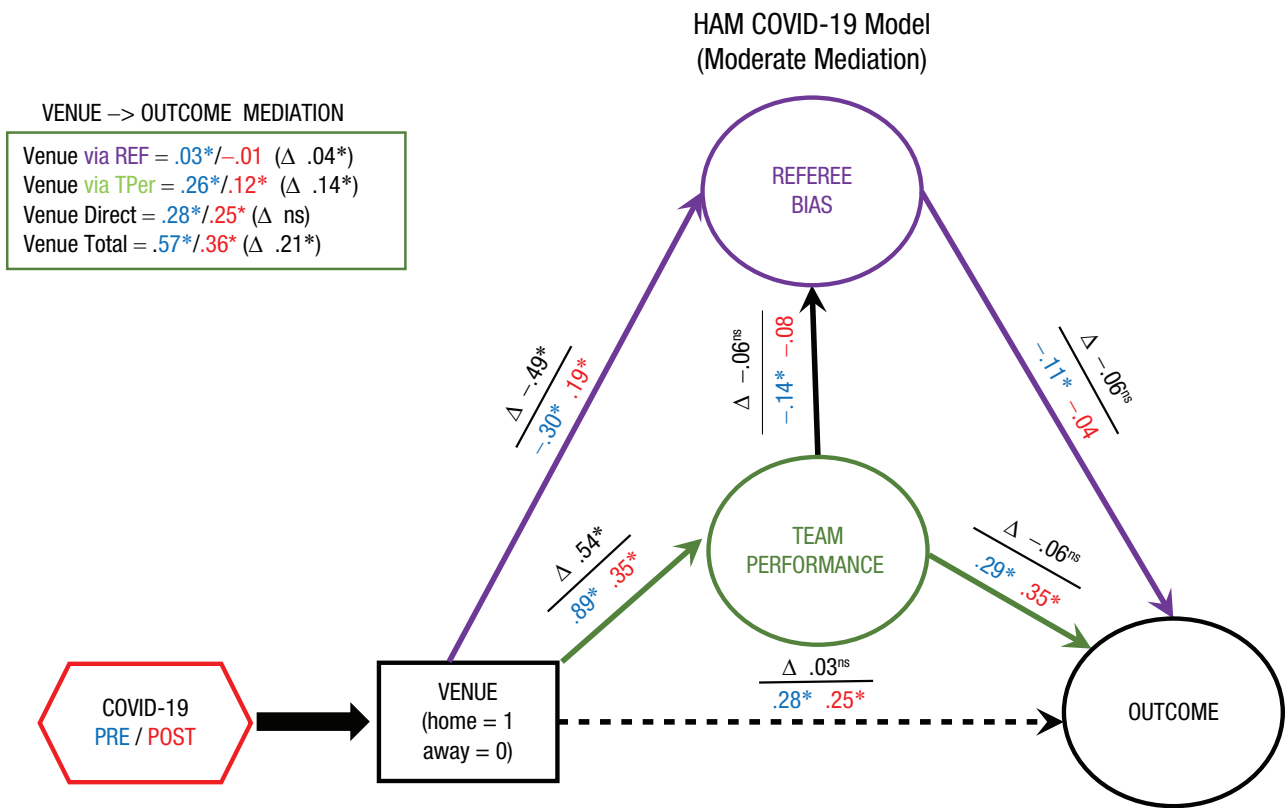 HAM COVID-19 Model
(Moderate Mediation)
VENUE –> OUTCOME MEDIATION
Venue via REF = .03*/–.01 (Δ .04*)
Venue via TPer = .26*/.12* (Δ .14*)
Venue Direct = .28*/.25* (Δ ns)
Venue Total = .57*/.36* (Δ .21*)
REFEREE
BIAS
Δ –.49*
–.30* .19*
Δ –.06ns
–.14* –.08
Δ –.06ns
–.11* –.04
TEAM
PERFORMANCE
Δ .54*
.89* .35*
Δ –.06ns
.29* .35*
Δ .03ns
.28* .25*
COVID-19
PRE / POST
VENUE
(home = 1
away = 0)
OUTCOME